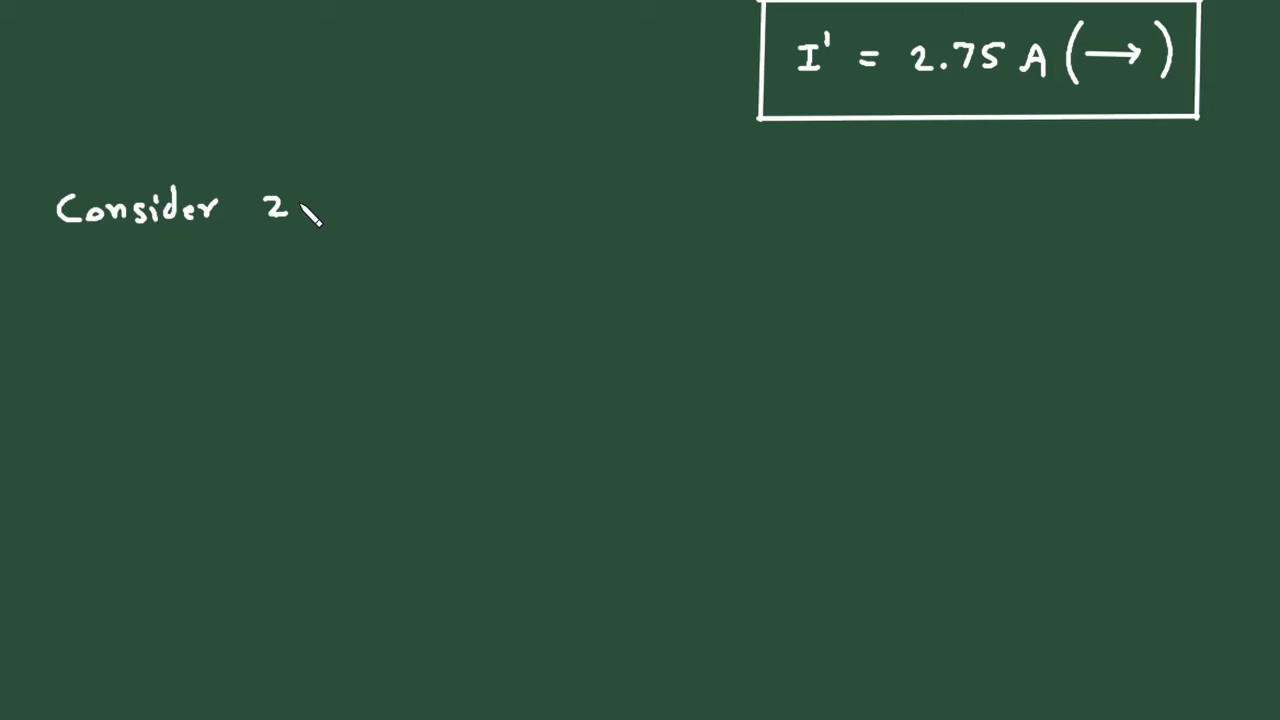 I' = 2.75 A (→)
Consider 2